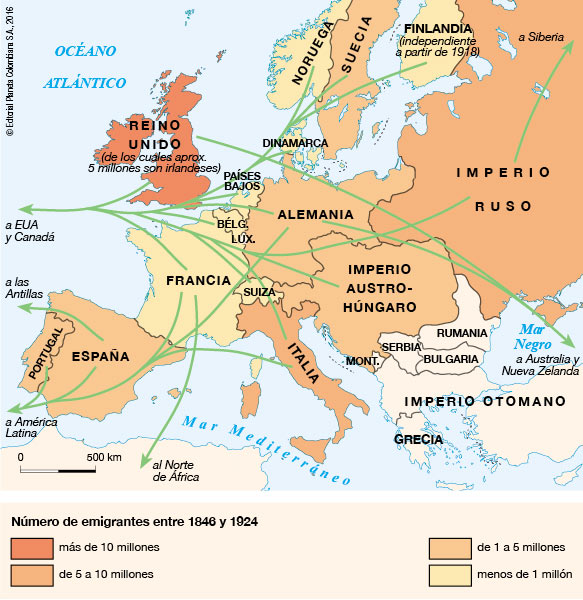 © Editorial Planeta Colombiana S.A., 2016
OCÉANO
ATLÁNTICO
NORUEGA
SUECIA
FINLANDIA
(independiente
a partir de 1918)
a Siberia
REINO
UNIDO
(de los cuales aprox.
5 millones son irlandeses)
DINAMARCA
PAÍSES
BAJOS
IMPERIO
RUSO
a EUA
y Canadá
BÉLG.
LUX.
ALEMANIA
a las
Antillas
FRANCIA
SUIZA
IMPERIO
AUSTRO-
HÚNGARO
RUMANIA
Mar
Negro
PORTUGAL
ESPAÑA
ITALIA
MONT.
SERBIA
BULGARIA
a Australia y
Nueva Zelanda
a América
Latina
IMPERIO OTOMANO
GRECIA
Mar Mediterráneo
0 500 km
al Norte
de África
Número de emigrantes entre 1846 y 1924
más de 10 millones
de 5 a 10 millones
de 1 a 5 millones
menos de 1 millón